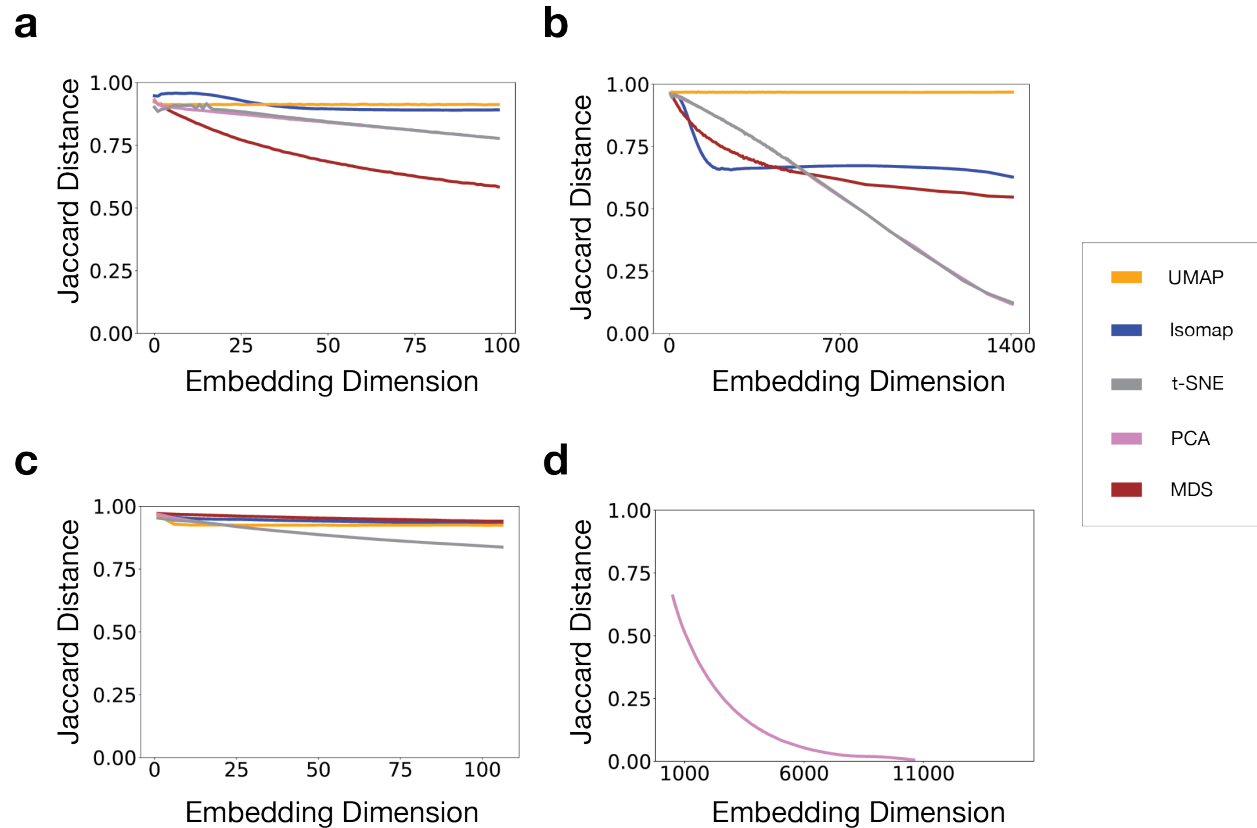 a
1.00
0.75
0.50
0.25
0.00
Jaccard Distance
0 25 50 75 100
Embedding Dimension
b
1.00
0.75
0.50
0.25
0.00
Jaccard Distance
0 700 1400
Embedding Dimension
UMAP
Isomap
t-SNE
PCA
MDS
c
1.00
0.75
0.50
0.25
0.00
Jaccard Distance
0 25 50 75 100
Embedding Dimension
d
1.00
0.75
0.50
0.25
0.00
Jaccard Distance
1000 6000 11000
Embedding Dimension